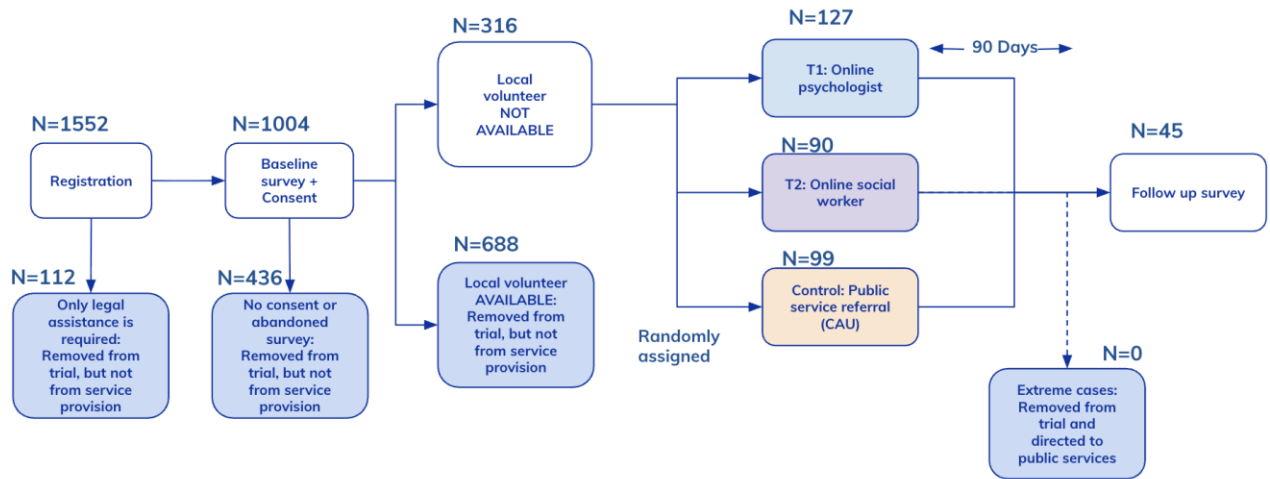 N=1552
Registration
N=112
Only legal
assistance is
required:
Removed from
trial, but not
from service
provision
N=1004
Baseline
survey +
Consent
N=436
No consent or
abandoned
survey:
Removed from
trial, but not
from service
provision
N=316
Local
volunteer
NOT
AVAILABLE
N=688
Local volunteer
AVAILABLE:
Removed from
trial, but not
from service
provision
Randomly
assigned
N=127
T1: Online
psychologist
N=90
T2: Online social
worker
N=99
Control: Public
service referral
(CAU)
90 Days
N=45
Follow up survey
N=0
Extreme cases:
Removed from
trial and
directed to
public services